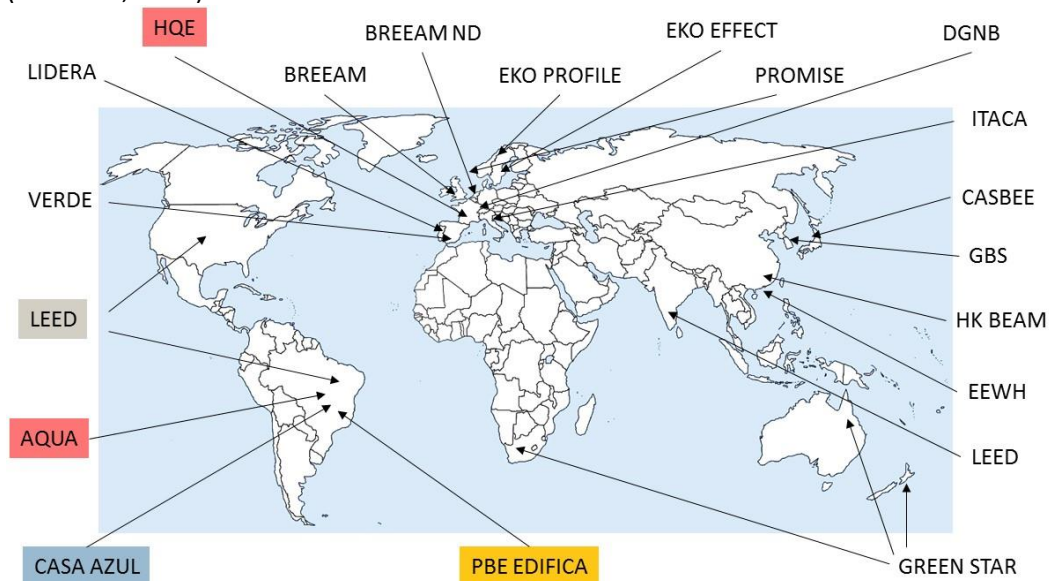 HQE
BREEAM ND
EKO EFFECT
DGNB
LIDERA
BREEAM
EKO PROFILE
PROMISE
ITACA
VERDE
CASBEE
GBS
LEED
HK BEAM
EEWH
AQUA
LEED
CASA AZUL
PBE EDIFICA
GREEN STAR